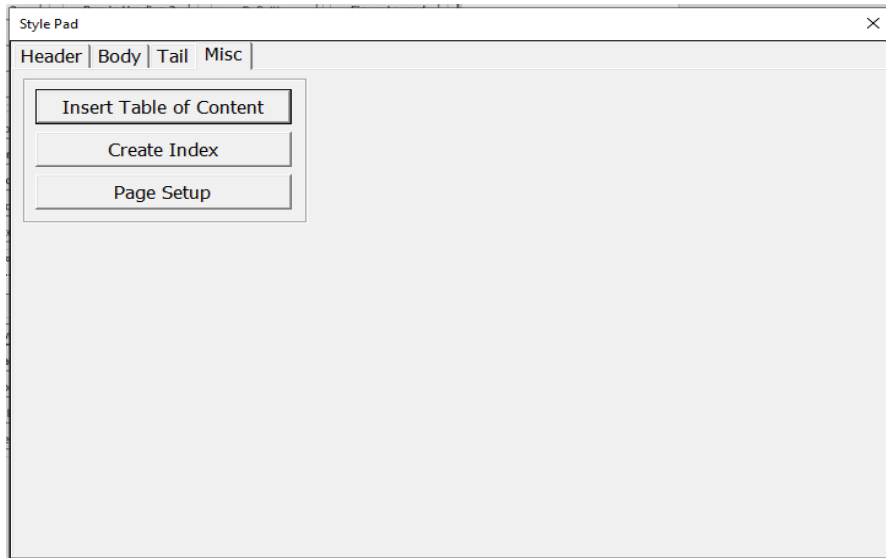 Style Pad
Header Body Tail Misc
Insert Table of Content
Create Index
Page Setup